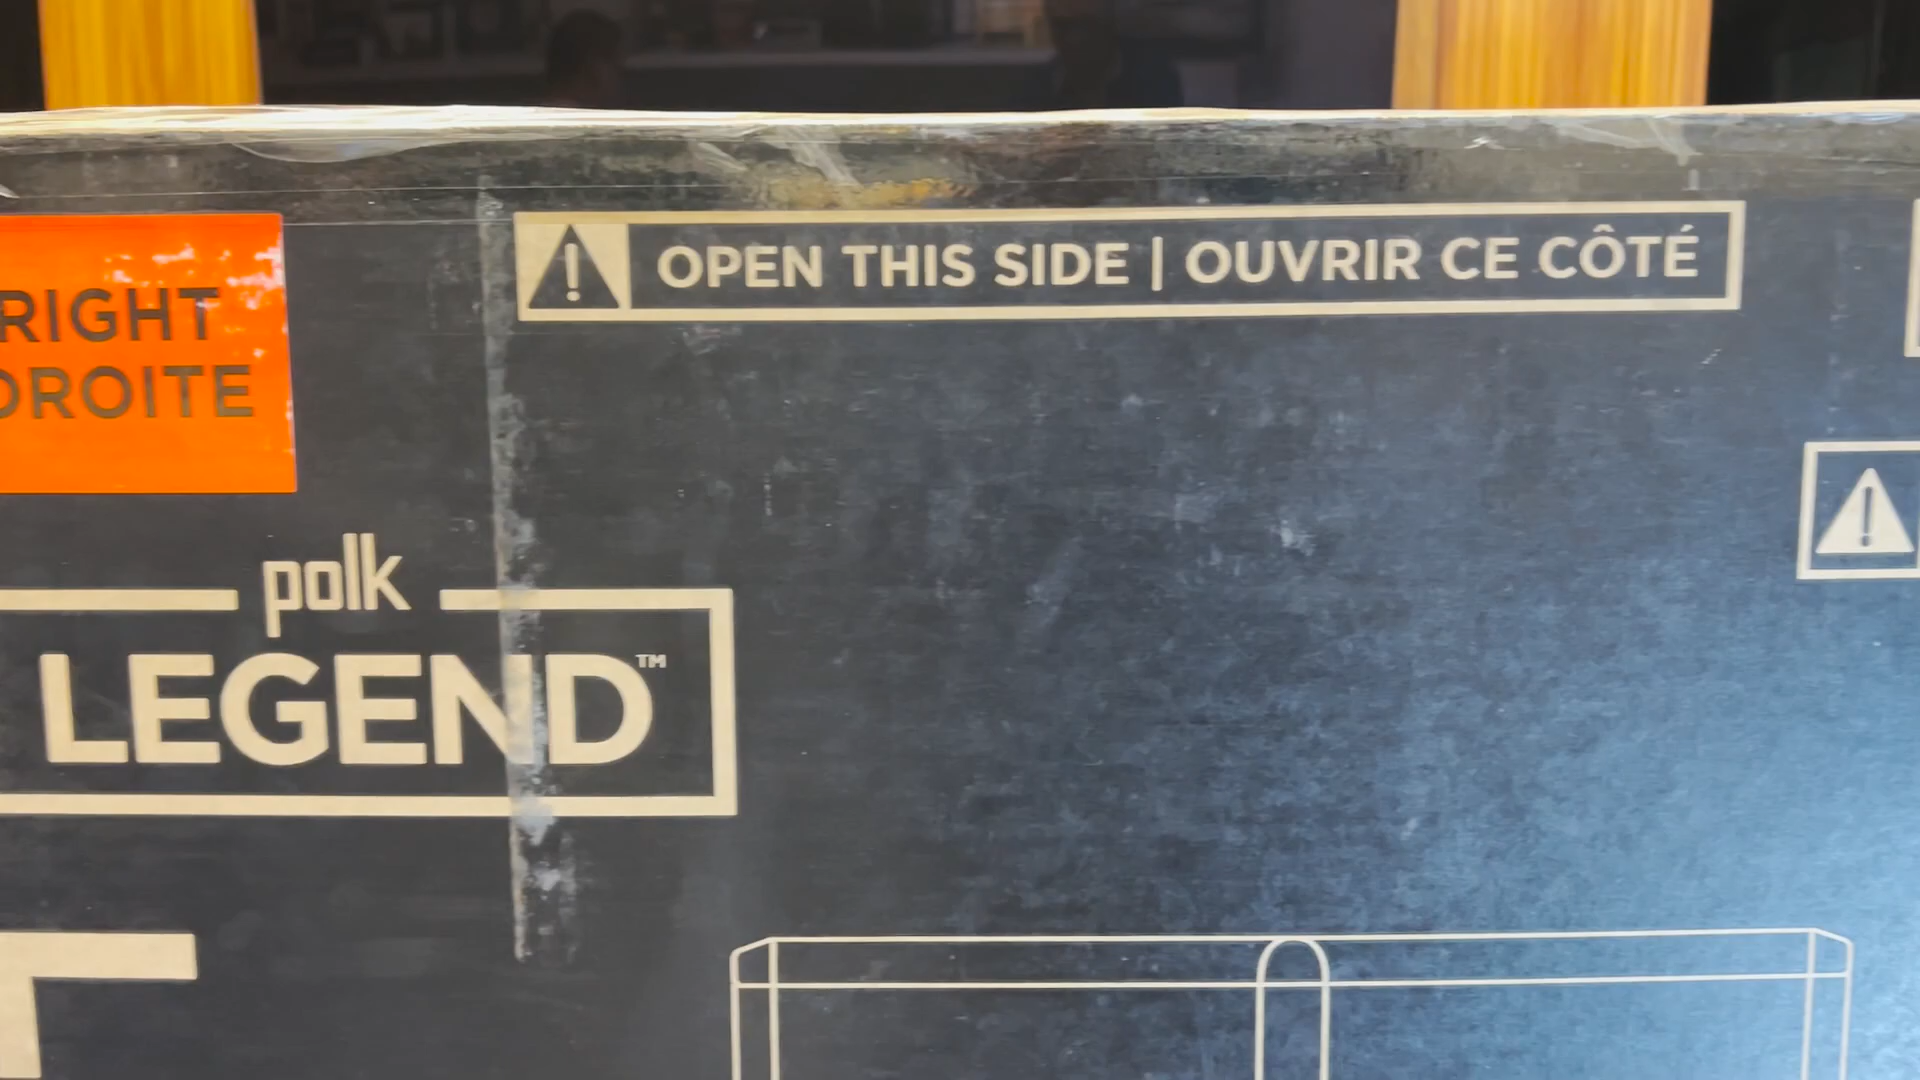 OPEN THIS SIDE | OUVRIR CE CÔTÉ
RIGHT
DROITE
polk
LEGEND™